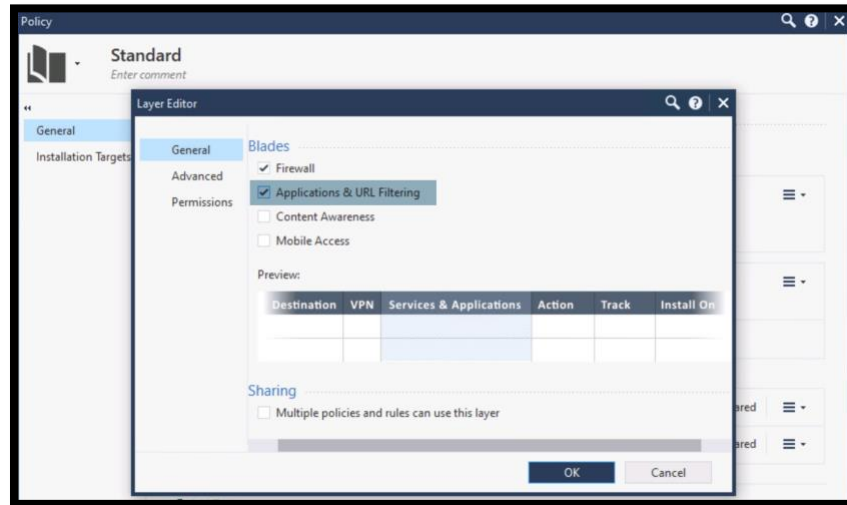 Policy
Standard
Enter comment
General
Installation Targets
Layer Editor
General
Advanced
Permissions
Blades
Firewall
Applications & URL Filtering
Content Awareness
Mobile Access
Preview:
Destination VPN Services & Applications Action Track Install On
Sharing
Multiple policies and rules can use this layer
ared
ared
OK Cancel